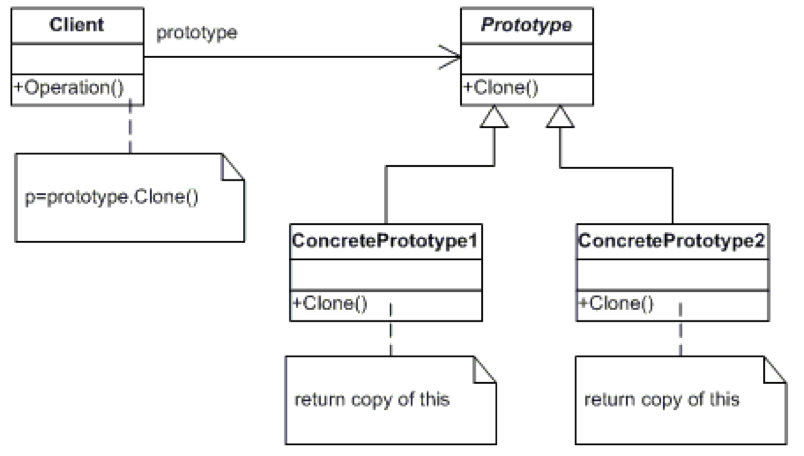 Client
prototype
Prototype
+Operation()
+Clone()
p=prototype.Clone()
ConcretePrototype1
ConcretePrototype2
+Clone()
+Clone()
return copy of this
return copy of this